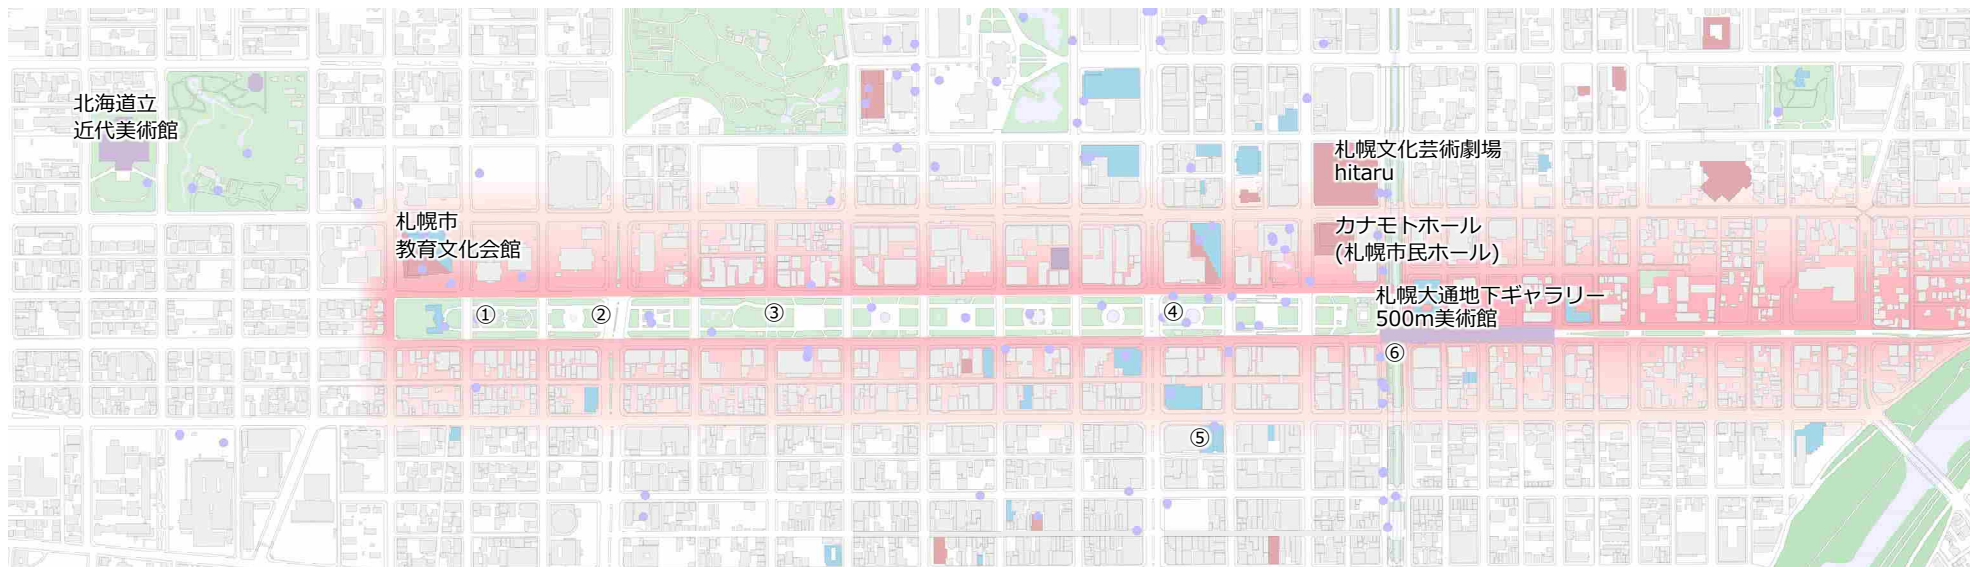 北海道立
近代美術館
札幌文化芸術劇場
hitaru
札幌市
教育文化会館
カナモトホール
(札幌市民ホール)
札幌大通地下ギャラリー
500m美術館
①
②
③
④
⑥
⑤